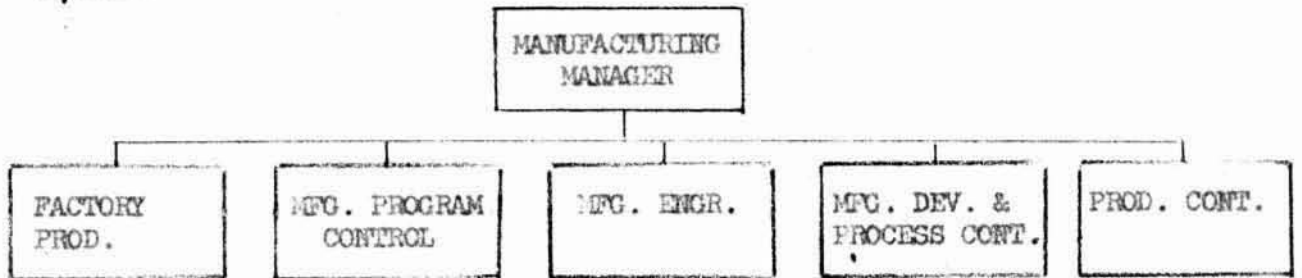 MANUFACTURING
MANAGER
FACTORY
PROD.
MFG. PROGRAM
CONTROL
MFG. ENGR.
MFG. DEV. &
PROCESS CONT.
PROD. CONT.